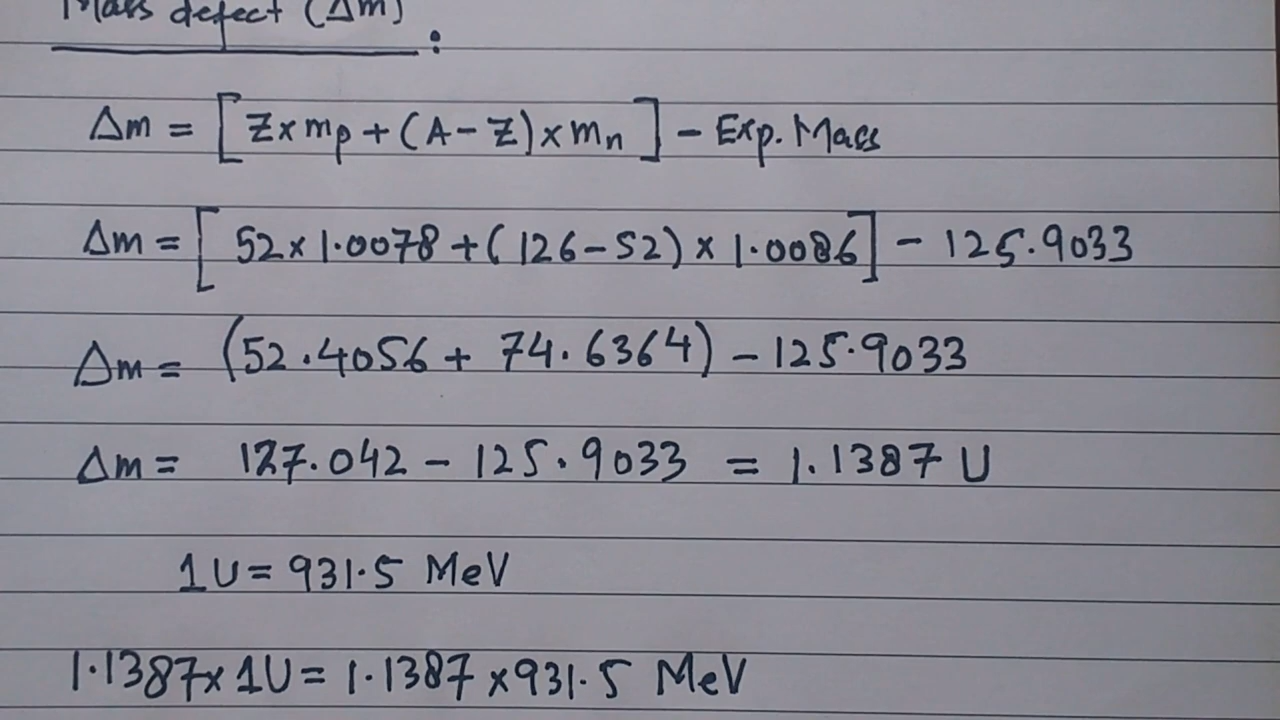 Mass defect (Δm) :
Δm = [Z×mp + (A-Z)×mn] - Exp. Mass
Δm = [52×1.0078 + (126-52)×1.0086] - 125.9033
Δm = (52.4056 + 74.6364) - 125.9033
Δm = 127.042 - 125.9033 = 1.1387 U
1U = 931.5 MeV
1.1387×1U = 1.1387×931.5 MeV